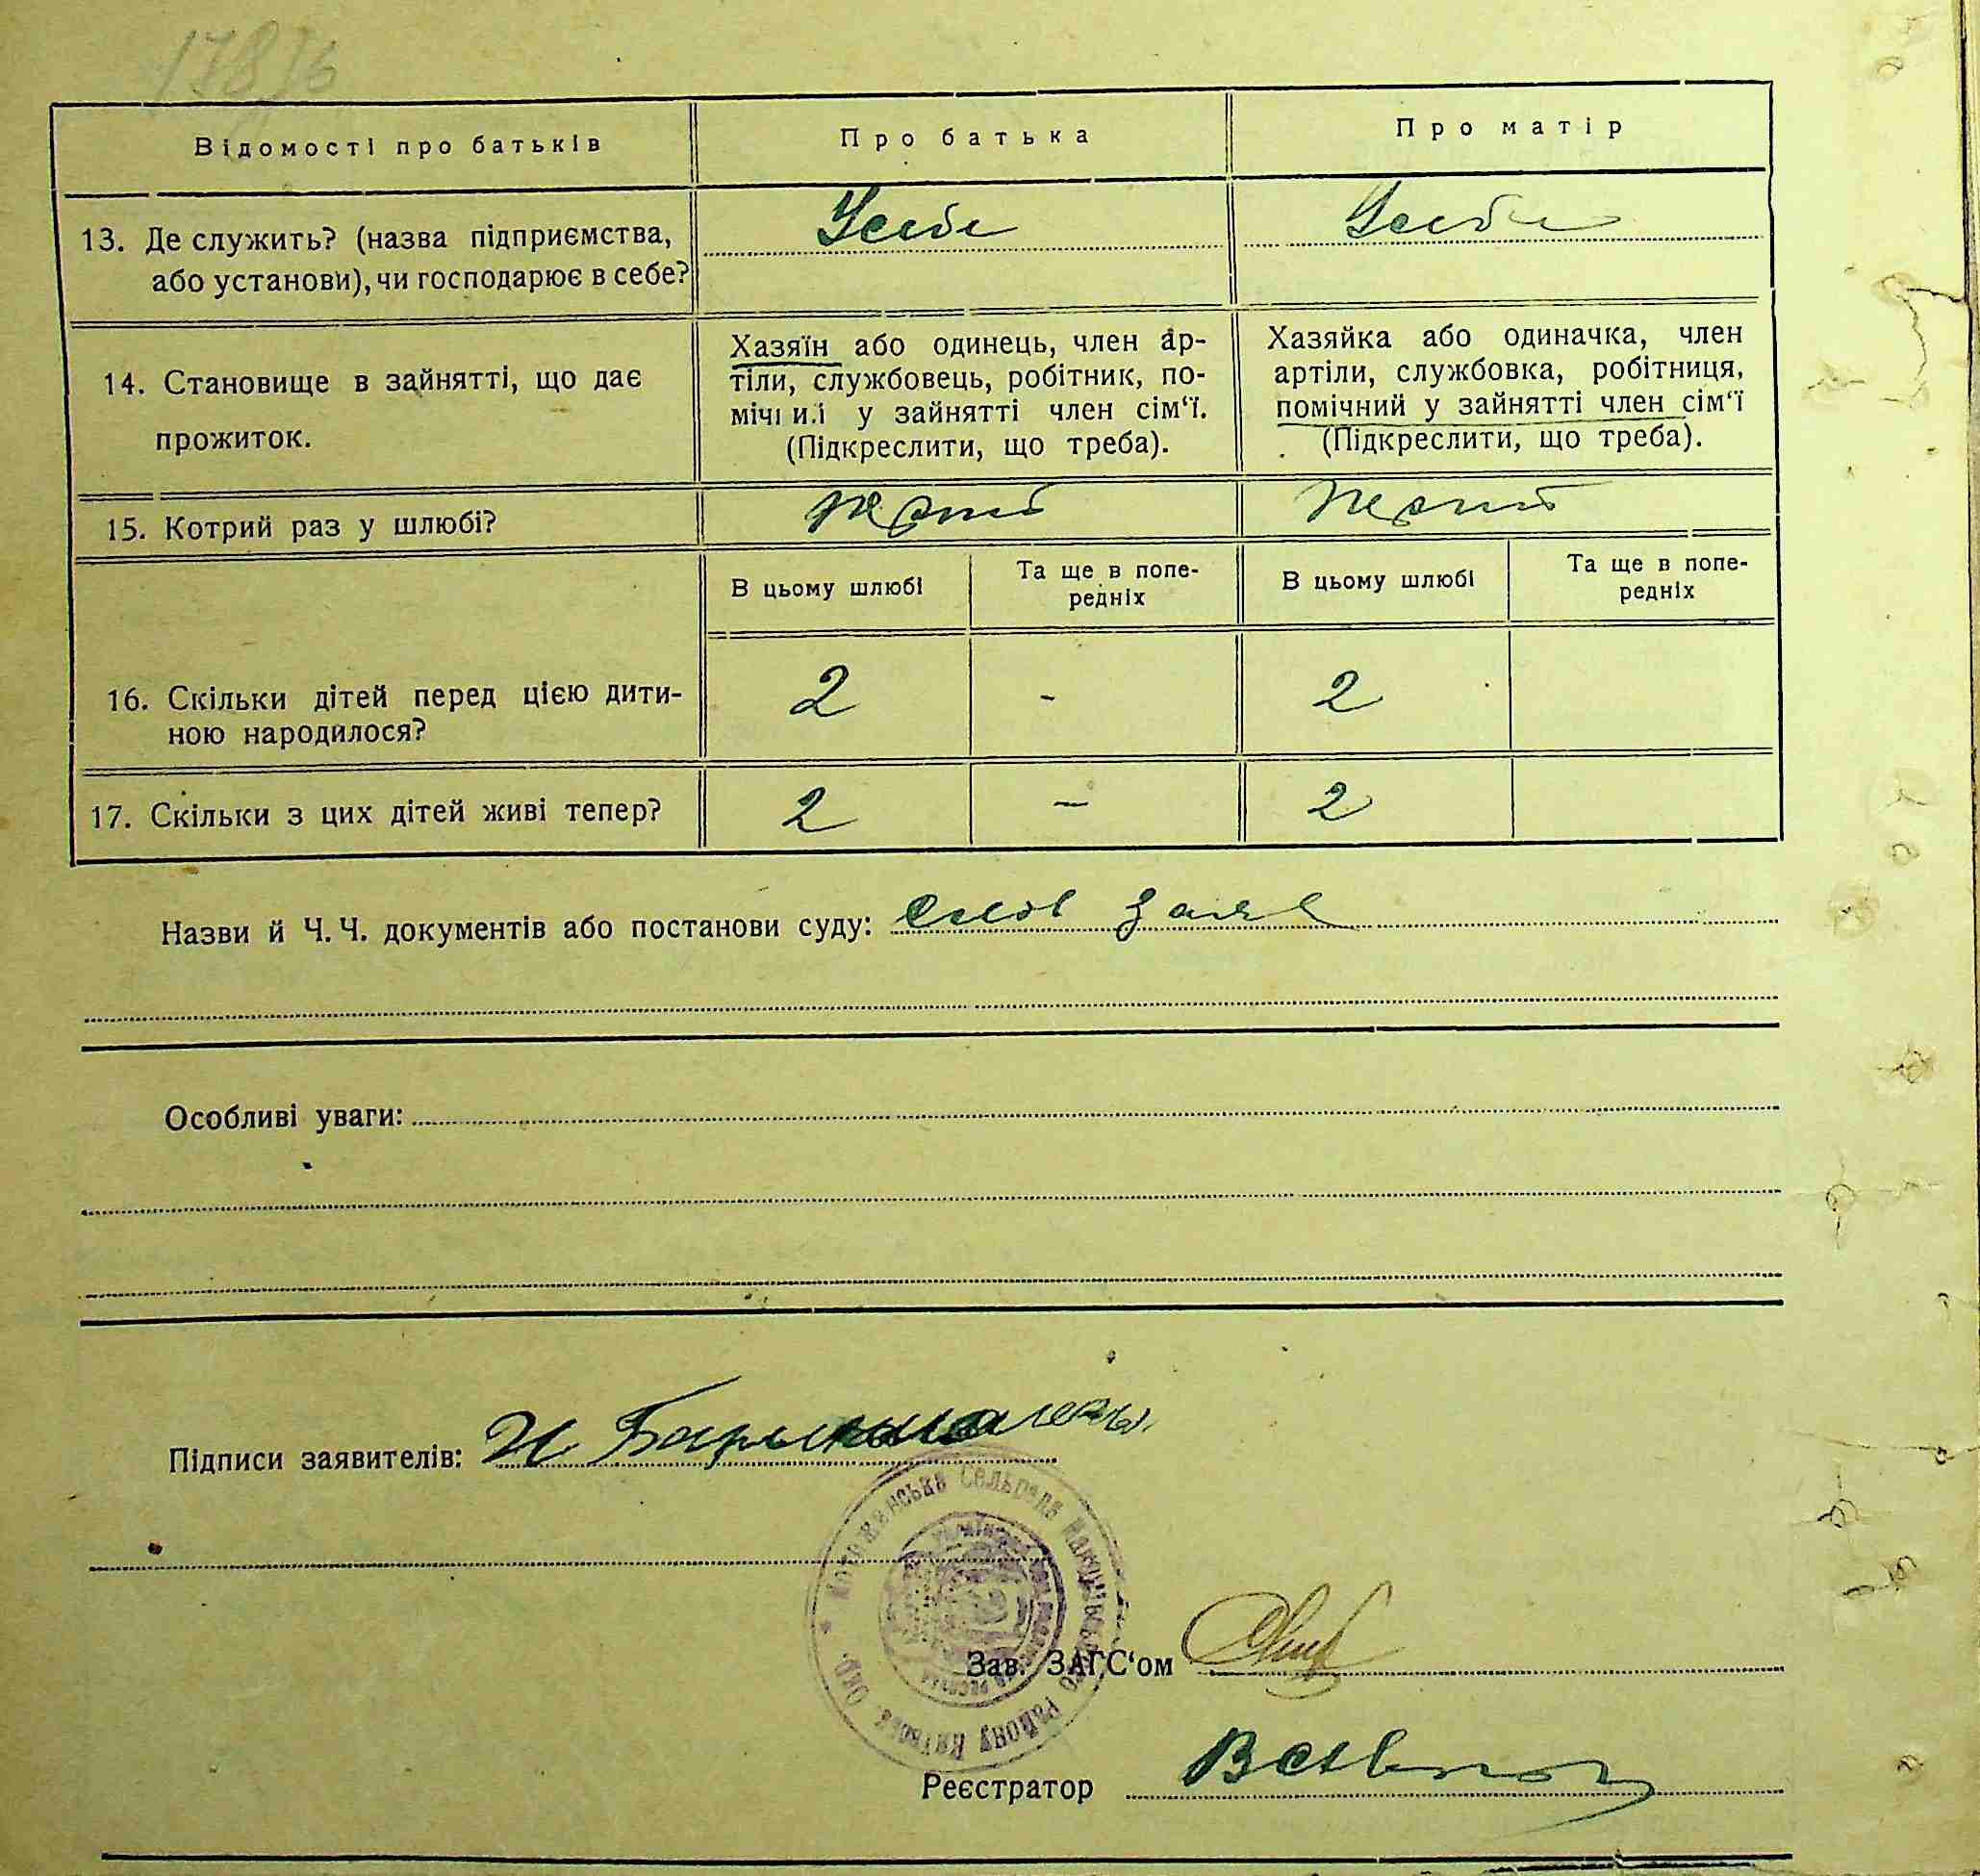 Відомості про батьків
Про батька
Про матір
13. Де служить? (назва підприємства,
або установи), чи господарює в себе?
Усебе
Усебе
14. Становище в зайнятті, що дає
прожиток.
Хазяїн або одинець, член ар-
тіли, службовець, робітник, по-
мічни.і у зайнятті член сім‘ї.
(Підкреслити, що треба).
Хазяйка або одиначка, член
артіли, службовка, робітниця,
помічний у зайнятті член сім‘ї
(Підкреслити, що треба).
15. Котрий раз у шлюбі?
В цьому шлюбі
Та ще в попе-
редніх
В цьому шлюбі
Та ще в попе-
редніх
16. Скільки дітей перед цією дити-
ною народилося?
2 - 2
17. Скільки з цих дітей живі тепер?
2 - 2
Назви й Ч. Ч. документів або постанови суду:
Особливі уваги:
Підписи заявителів: И
Зав. ЗАГС‘ом
Реєстратор